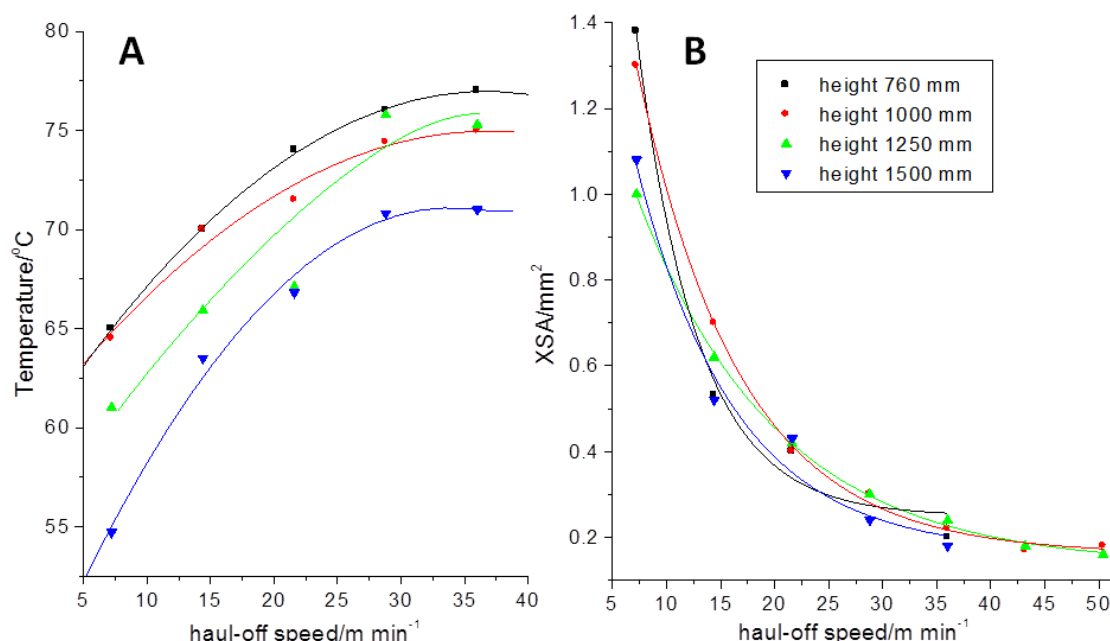 A
80
75
70
65
60
55
Temperature/⁰C
5 10 15 20 25 30 35 40
haul-off speed/m min⁻¹
B
1.4
1.2
1.0
0.8
0.6
0.4
0.2
XSA/mm²
5 10 15 20 25 30 35 40 45 50
haul-off speed/m min⁻¹
height 760 mm
height 1000 mm
height 1250 mm
height 1500 mm